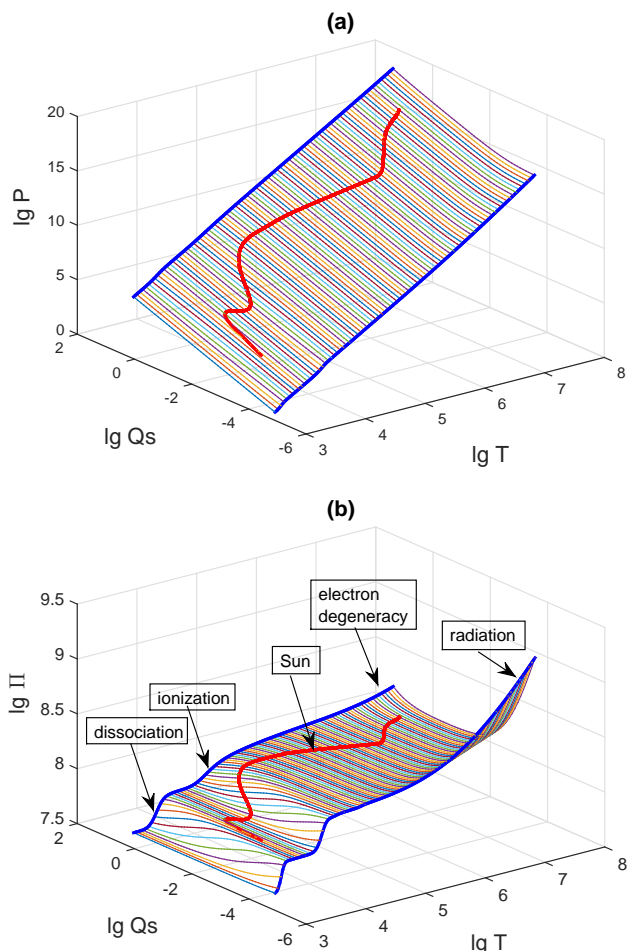 (a)
20
15
10
5
0
lg P
2
0
-2
-4
-6
lg Qs
3
4
5
6
7
8
lg T
(b)
9.5
9
8.5
8
7.5
lg Π
electron
degeneracy
radiation
Sun
ionization
dissociation
2
0
-2
-4
-6
lg Qs
3
4
5
6
7
8
lg T